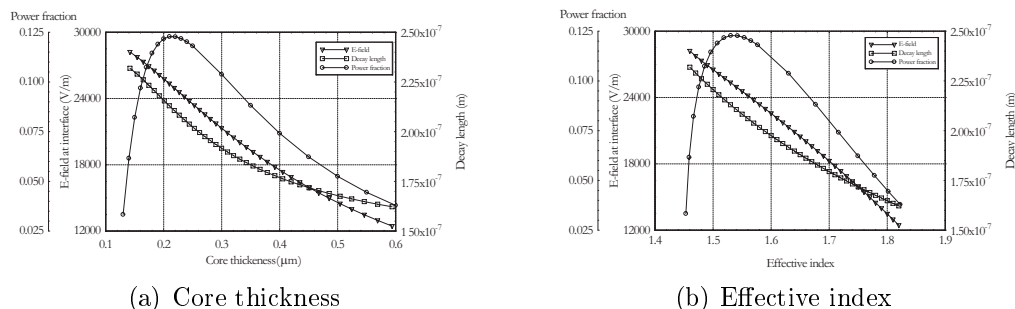 Power fraction
0.125
0.100
0.075
0.050
0.025
E-field at interface (V/m)
30000
24000
18000
12000
E-field
Decay length
Power fraction
2.50x10-7
2.25x10-7
2.00x10-7
1.75x10-7
1.50x10-7
Decay length (m)
0.1 0.2 0.3 0.4 0.5 0.6
Core thickeness(μm)
(a) Core thickness
Power fraction
0.125
0.100
0.075
0.050
0.025
E-field at interface (V/m)
30000
24000
18000
12000
E-field
Decay length
Power fraction
2.50x10-7
2.25x10-7
2.00x10-7
1.75x10-7
1.50x10-7
Decay length (m)
1.4 1.5 1.6 1.7 1.8 1.9
Effective index
(b) Effective index